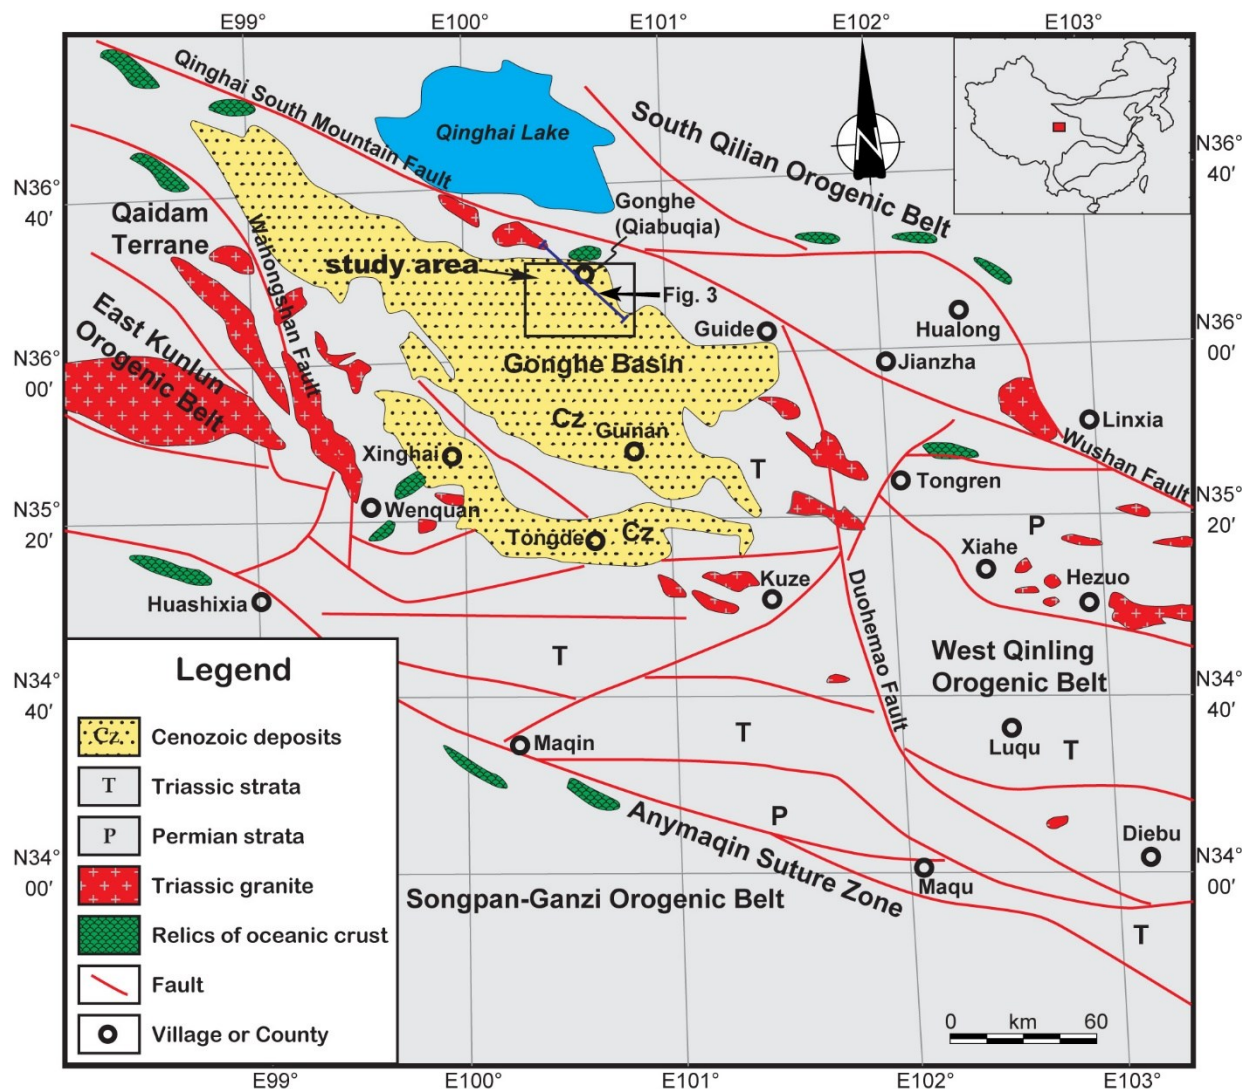 E99°
E100°
E101°
E102°
E103°
Qinghai South Mountain Fault
Qinghai Lake
South Qilian Orogenic Belt
N
N36°
40′
N36°
40′
Gonghe
(Qiabuqia)
Qaidam
Terrane
Wahongshan Fault
study area
Fig. 3
East Kunlun
Orogenic Belt
Guide
Hualong
Jianzha
N36°
00′
N36°
00′
Gonghe Basin
Cz
Guinan
Xinghai
T
Linxia
Wushan Fault
Wenquan
Tongren
N35°
20′
N35°
20′
Tongde
Cz
P
Xiahe
Hezuo
Kuze
Huashixia
Duohemao Fault
T
West Qinling
Orogenic Belt
N34°
40′
N34°
40′
Maqin
T
Luqu
T
P
Anymaqin Suture Zone
Diebu
N34°
00′
N34°
00′
Maqu
Songpan-Ganzi Orogenic Belt
T
Legend
Cz Cenozoic deposits
T Triassic strata
P Permian strata
Triassic granite
Relics of oceanic crust
Fault
Village or County
0 km 60
E99°
E100°
E101°
E102°
E103°